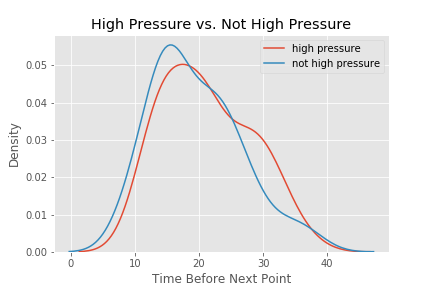 High Pressure vs. Not High Pressure
high pressure
not high pressure
0.05
0.04
0.03
0.02
0.01
0.00
Density
0 10 20 30 40
Time Before Next Point